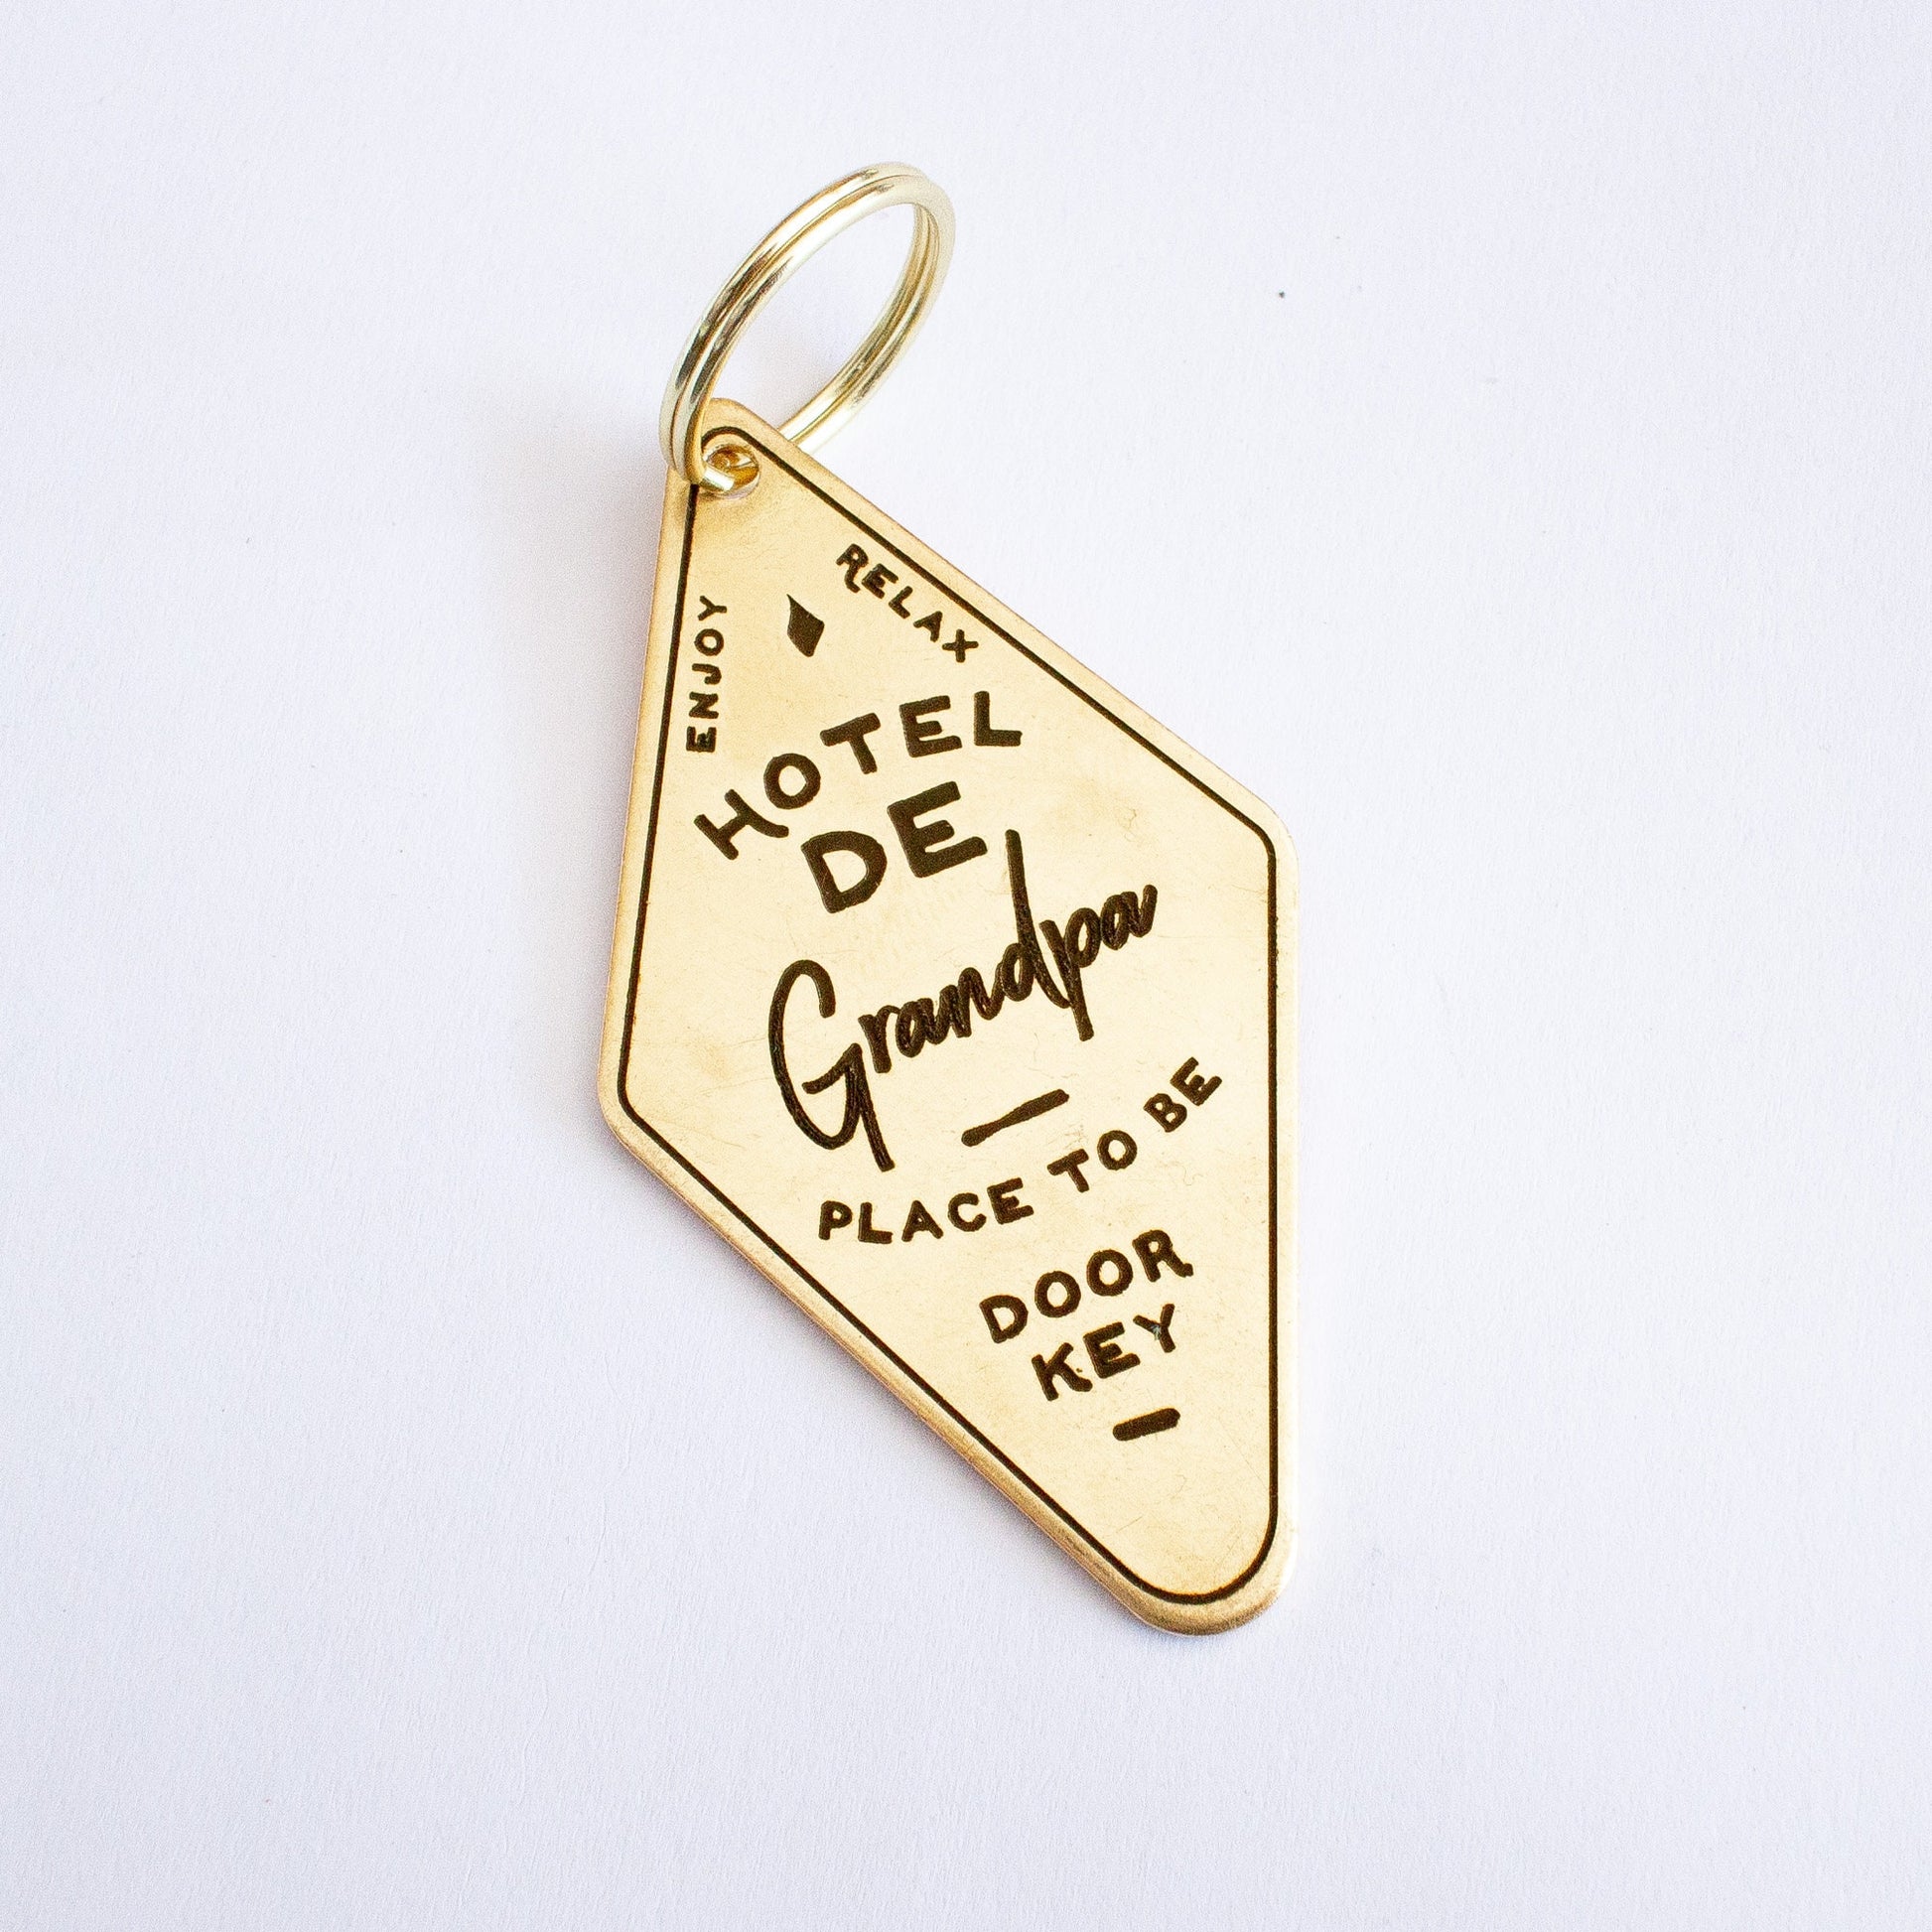 ENJOY
RELAX
HOTEL
DE
Grandpa
PLACE TO BE
DOOR
KEY